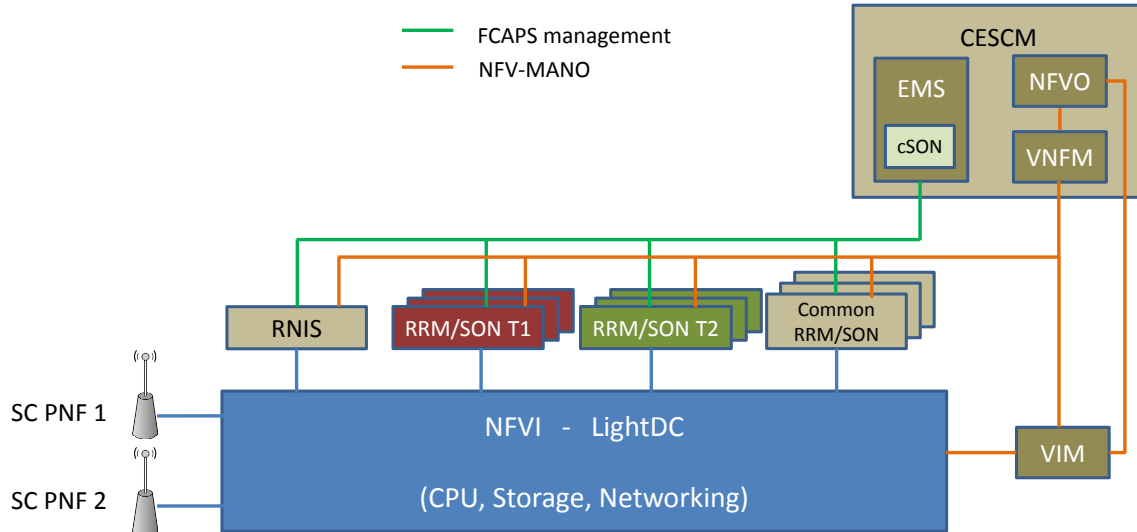 FCAPS management
NFV-MANO
CESCM
EMS
NFVO
cSON
VNFM
RNIS
RRM/SON T1
RRM/SON T2
Common
RRM/SON
SC PNF 1
NFVI - LightDC
VIM
SC PNF 2
(CPU, Storage, Networking)